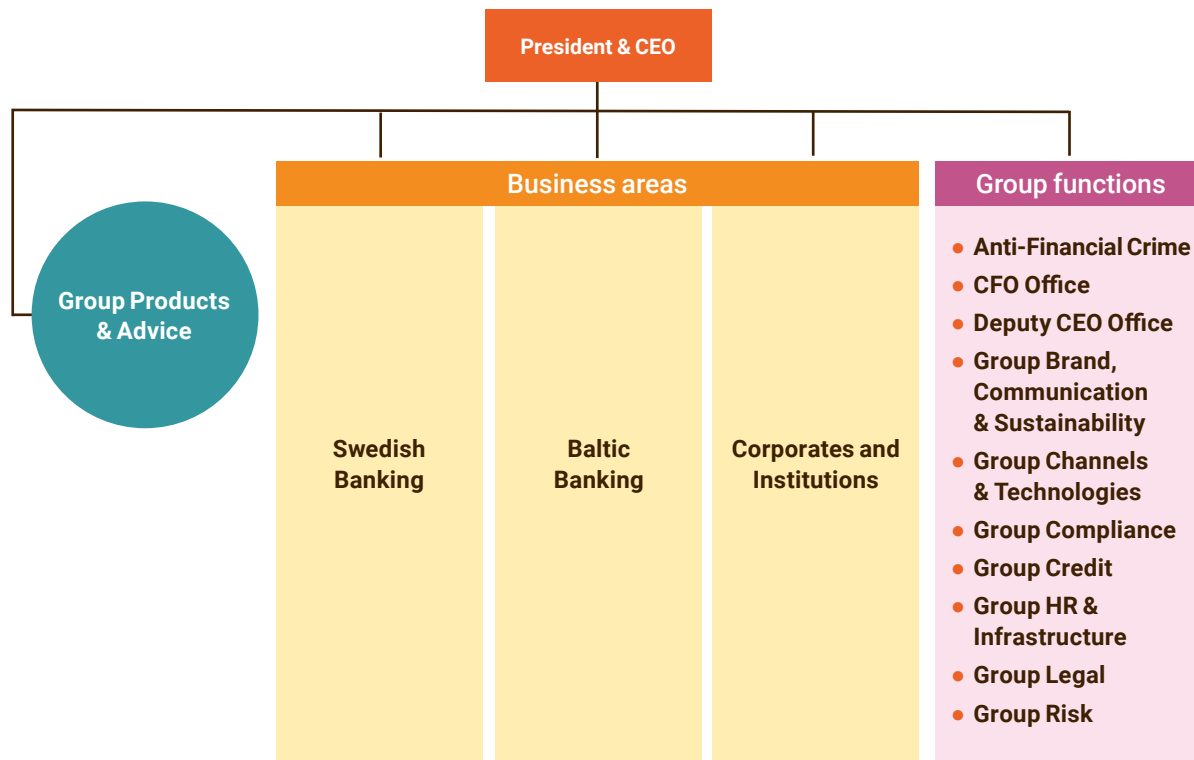 President & CEO
Group Products
& Advice
Business areas
Swedish
Banking
Baltic
Banking
Corporates and
Institutions
Group functions
● Anti-Financial Crime
● CFO Office
● Deputy CEO Office
● Group Brand,
Communication
& Sustainability
● Group Channels
& Technologies
● Group Compliance
● Group Credit
● Group HR &
Infrastructure
● Group Legal
● Group Risk